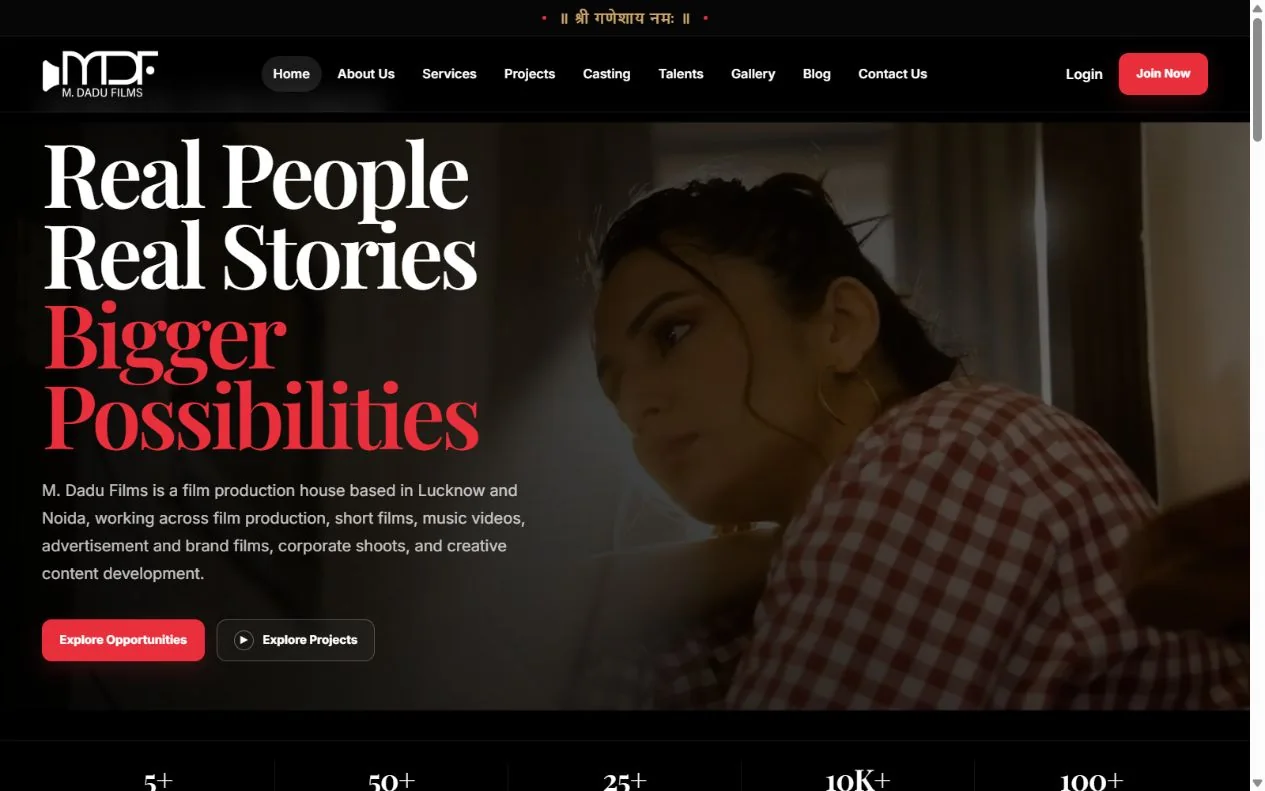 ॥ श्री गणेशाय नमः ॥
MDF
M. DADU FILMS
Home About Us Services Projects Casting Talents Gallery Blog Contact Us Login Join Now
Real People
Real Stories
Bigger
Possibilities
M. Dadu Films is a film production house based in Lucknow and
Noida, working across film production, short films, music videos,
advertisement and brand films, corporate shoots, and creative
content development.
Explore Opportunities Explore Projects
5+ 50+ 25+ 10K+ 100+